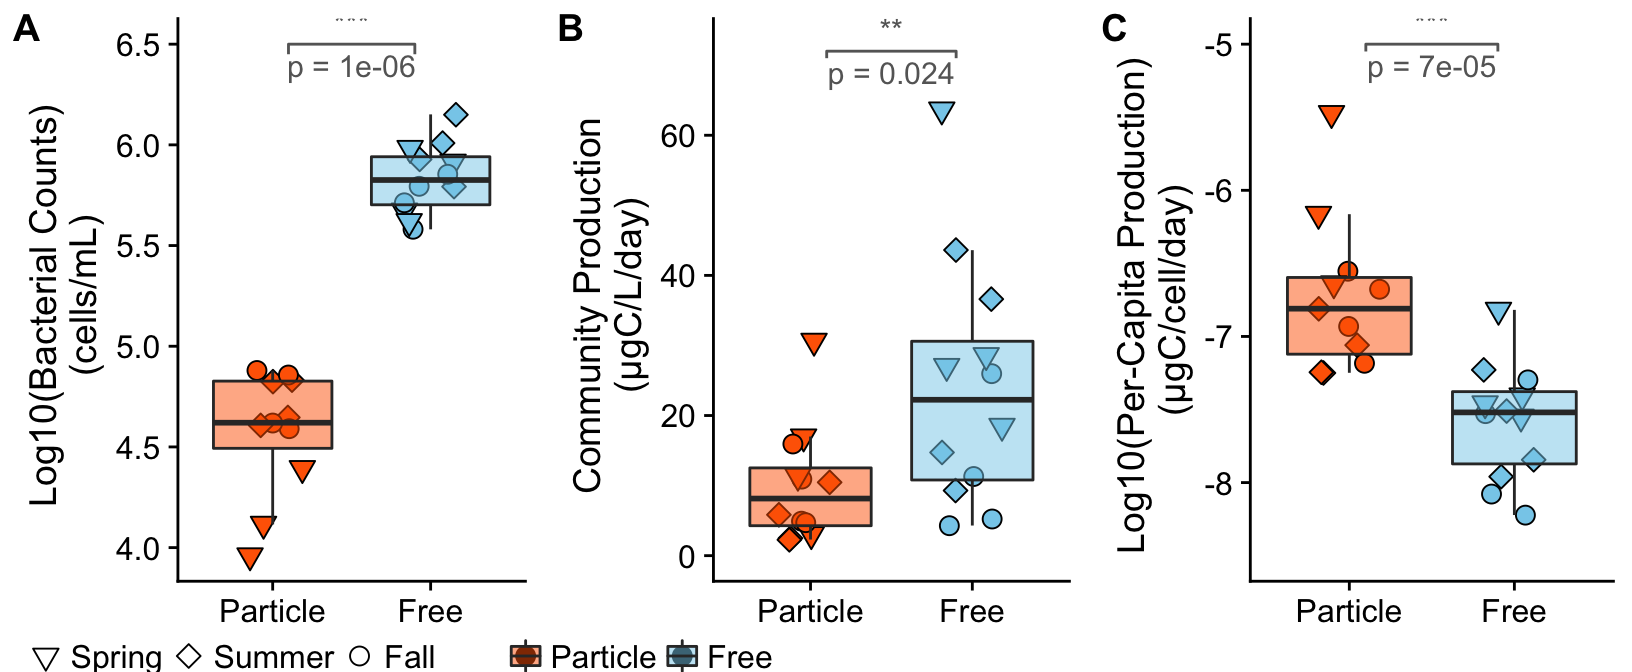 A
Log10(Bacterial Counts)
(cells/mL)
6.5
6.0
5.5
5.0
4.5
4.0
***
p = 1e-06
Particle
Free
B
Community Production
(µgC/L/day)
60
40
20
0
**
p = 0.024
Particle
Free
C
Log10(Per-Capita Production)
(µgC/cell/day)
-5
-6
-7
-8
***
p = 7e-05
Particle
Free
Spring Summer Fall Particle Free